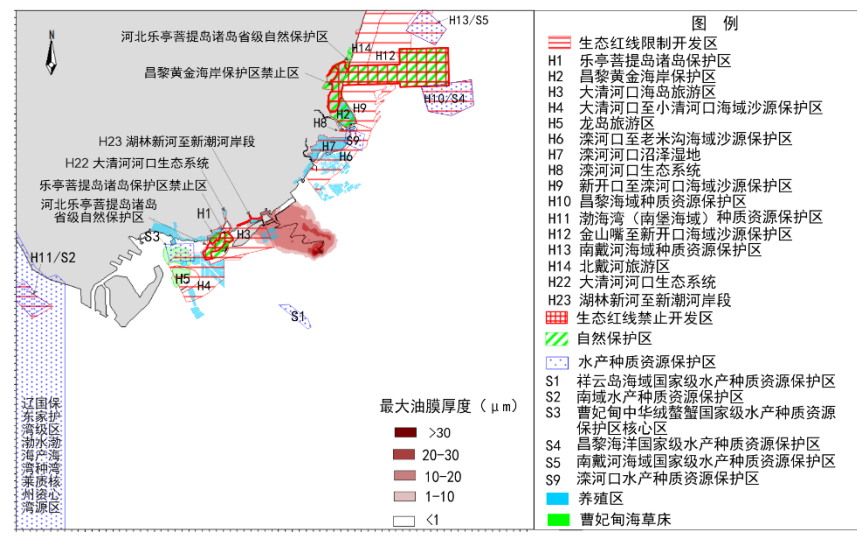 H13/S5
河北乐亭菩提岛诸岛省级自然保护区
H14
H12
昌黎黄金海岸保护区禁止区
H10/S4
H9
H2
H8
S9
H23 湖林新河至新潮河岸段
H7
H6
H22 大清河河口生态系统
乐亭菩提岛诸岛保护区禁止区
河北乐亭菩提岛诸岛
省级自然保护区
H1
H3
S3
H11/S2
H5
H4
S1
N
辽国保
东家护
湾级区
渤水渤
海产海
湾种湾
莱质核
州资心
湾源区
最大油膜厚度（μm）
>30
20-30
10-20
1-10
<1
图 例
生态红线限制开发区
H1 乐亭菩提岛诸岛保护区
H2 昌黎黄金海岸保护区
H3 大清河口海岛旅游区
H4 大清河口至小清河口海域沙源保护区
H5 龙岛旅游区
H6 滦河口至老米沟海域沙源保护区
H7 滦河河口沼泽湿地
H8 滦河河口生态系统
H9 新开口至滦河口海域沙源保护区
H10 昌黎海域种质资源保护区
H11 渤海湾（南堡海域）种质资源保护区
H12 金山嘴至新开口海域沙源保护区
H13 南戴河海域种质资源保护区
H14 北戴河旅游区
H22 大清河河口生态系统
H23 湖林新河至新潮河岸段
生态红线禁止开发区
自然保护区
水产种质资源保护区
S1 祥云岛海域国家级水产种质资源保护区
S2 南域水产种质资源保护区
S3 曹妃甸中华绒螯蟹国家级水产种质资源
保护区核心区
S4 昌黎海洋国家级水产种质资源保护区
S5 南戴河海域国家级水产种质资源保护区
S9 滦河口水产种质资源保护区
养殖区
曹妃甸海草床